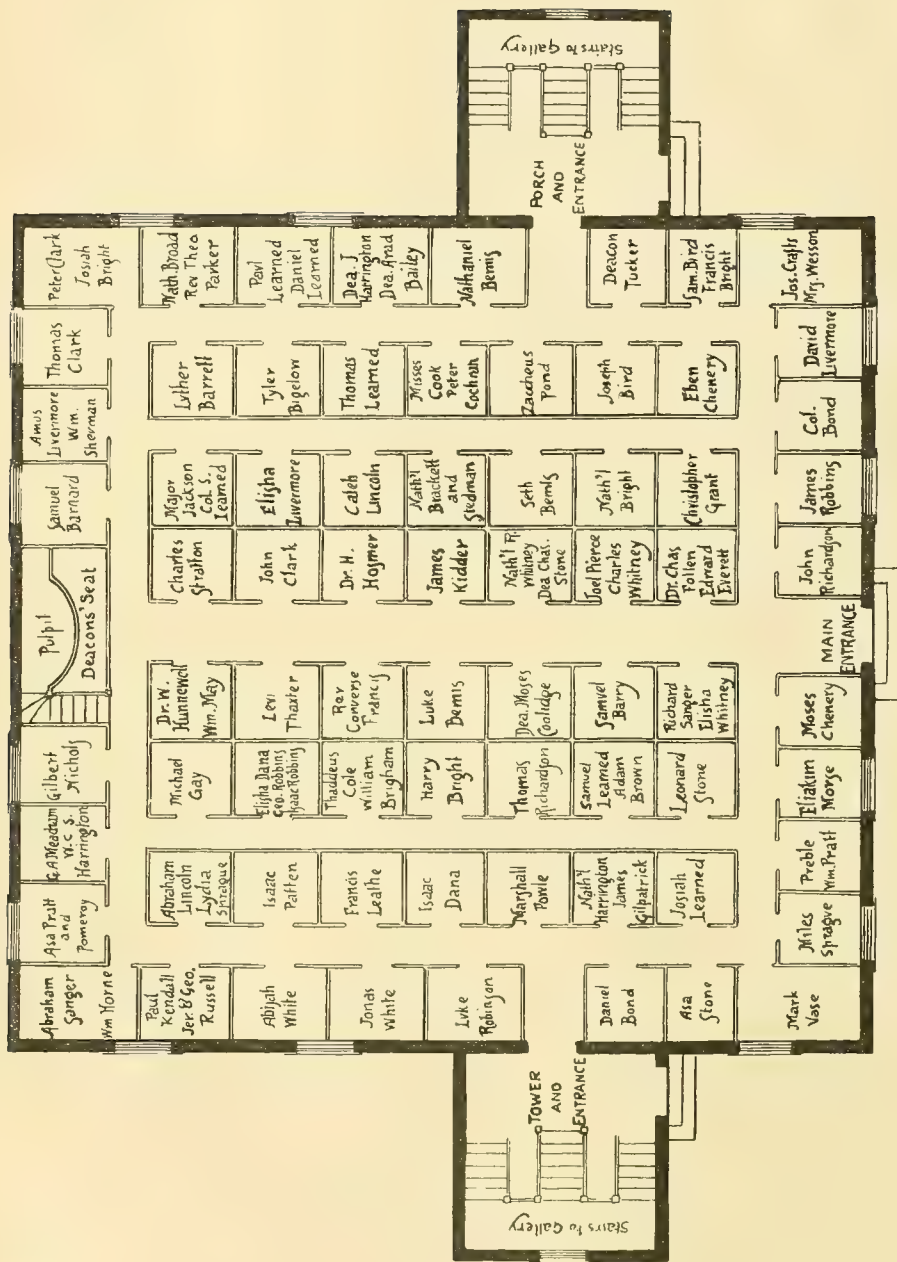 Abraham
Sanger
Wm Horne
Asa Pratt
and
Pomeroy
G.A Meacham
W. C S.
Harrington
Gilbert
Nichols
Pulpit
Deacons' Seat
Samuel
Barnard
Amos
Livermore
Wm.
Sherman
Thomas
Clark
Peter Clark
Josiah
Bright
Paul
Kendall
Jer. & Geo.
Russell
Abraham
Lincoln
Lydia
Sprague
Michael
Gay
Dr. W.
Hunnewell
Wm. May
Charles
Stratton
Major
Jackson
Col. S.
Learned
Luther
Barrett
Nath. Broad
Rev Theo
Parker
Abijah
White
Isaac
Patten
Elisha Dana
Geo. Robbins
Isaac Robbins
Levi
Thaxter
John
Clark
Elisha
Livermore
Tyler
Bigelow
Paul
Learned
Daniel
Learned
Jonas
White
Francis
Leathe
Thaddeus
Cole
William
Brigham
Rev
Converse
Francis
Dr. H.
Hosmer
Caleb
Lincoln
Thomas
Learned
Dea. J
Harrington
Dea. Arad
Bailey
Luke
Robinson
Isaac
Dana
Harry
Bright
Luke
Bemis
James
Kidder
Nath'l
Brackett
and
Stedman
Misses
Cook
Peter
Cochran
Nathaniel
Bemis
Marshall
Powle
Thomas
Richardson
Dea. Moses
Coolidge
Nath'l R.
Whitney
Dea Chas.
Stone
Seth
Bemis
Zaccheus
Pond
Daniel
Bond
Nath'l
Harrington
James
Gilpatrick
Samuel
Learned
Adam
Brown
Samuel
Barry
Joel Pierce
Charles
Whitney
Nath'l
Bright
Joseph
Bird
Deacon
Tucker
Asa
Stone
Josiah
Learned
Leonard
Stone
Richard
Sanger
Elisha
Whitney
Dr. Chas
Follen
Edward
Everett
Christopher
Grant
Eben
Chenery
Sam. Bird
Francis
Bright
Mark
Vase
Miles
Sprague
Preble
Wm. Pratt
Eliakim
Morse
Moses
Chenery
MAIN
ENTRANCE
John
Richardson
James
Robbins
Col.
Bond
David
Livermore
Jos. Crafts
Mrs. Wesson
TOWER
AND
ENTRANCE
Stairs to Gallery
PORCH
AND
ENTRANCE
Stairs to Gallery